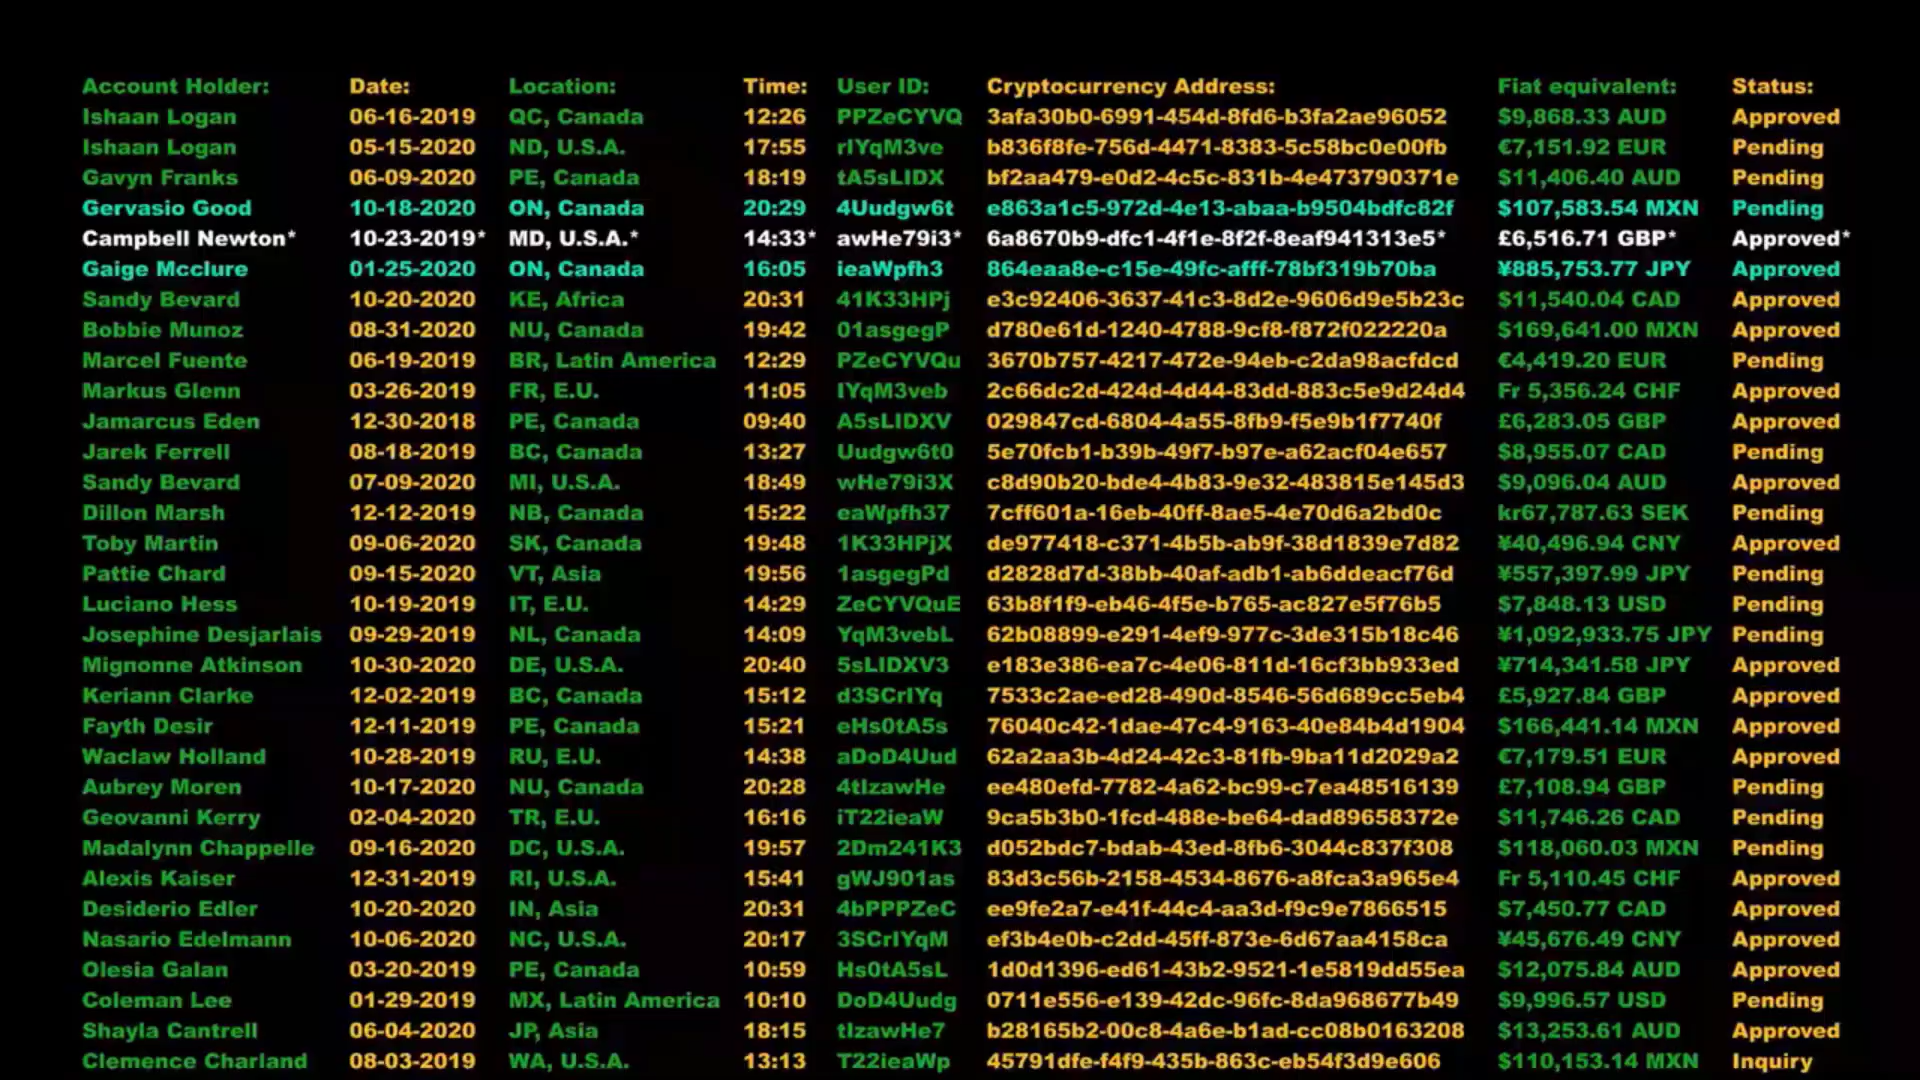 Account Holder: Date: Location: Time: User ID: Cryptocurrency Address: Fiat equivalent: Status:
Ishaan Logan 06-16-2019 QC, Canada 12:26 PPZeCYVQ 3afa30b0-6991-454d-8fd6-b3fa2ae96052 $9,868.33 AUD Approved
Ishaan Logan 05-15-2020 ND, U.S.A. 17:55 rIYqM3ve b836f8fe-756d-4471-8383-5c58bc0e00fb €7,151.92 EUR Pending
Gavyn Franks 06-09-2020 PE, Canada 18:19 tA5sLIDX bf2aa479-e0d2-4c5c-831b-4e473790371e $11,406.40 AUD Pending
Gervasio Good 10-18-2020 ON, Canada 20:29 4Uudgw6t e863a1c5-972d-4e13-abaa-b9504bdfc82f $107,583.54 MXN Pending
Campbell Newton* 10-23-2019* MD, U.S.A.* 14:33* awHe79i3* 6a8670b9-dfc1-4f1e-8f2f-8eaf941313e5* £6,516.71 GBP* Approved*
Gaige Mcclure 01-25-2020 ON, Canada 16:05 ieaWpfh3 864eaa8e-c15e-49fc-afff-78bf319b70ba ¥885,753.77 JPY Approved
Sandy Bevard 10-20-2020 KE, Africa 20:31 41K33HPj e3c92406-3637-41c3-8d2e-9606d9e5b23c $11,540.04 CAD Approved
Bobbie Munoz 08-31-2020 NU, Canada 19:42 01asgegP d780e61d-1240-4788-9cf8-f872f022220a $169,641.00 MXN Approved
Marcel Fuente 06-19-2019 BR, Latin America 12:29 PZeCYVQu 3670b757-4217-472e-94eb-c2da98acfdcd €4,419.20 EUR Pending
Markus Glenn 03-26-2019 FR, E.U. 11:05 IYqM3veb 2c66dc2d-424d-4d44-83dd-883c5e9d24d4 Fr 5,356.24 CHF Approved
Jamarcus Eden 12-30-2018 PE, Canada 09:40 A5sLIDXV 029847cd-6804-4a55-8fb9-f5e9b1f7740f £6,283.05 GBP Approved
Jarek Ferrell 08-18-2019 BC, Canada 13:27 Uudgw6t0 5e70fcb1-b39b-49f7-b97e-a62acf04e657 $8,955.07 CAD Pending
Sandy Bevard 07-09-2020 MI, U.S.A. 18:49 wHe79i3X c8d90b20-bde4-4b83-9e32-483815e145d3 $9,096.04 AUD Approved
Dillon Marsh 12-12-2019 NB, Canada 15:22 eaWpfh37 7cff601a-16eb-40ff-8ae5-4e70d6a2bd0c kr67,787.63 SEK Pending
Toby Martin 09-06-2020 SK, Canada 19:48 1K33HPjX de977418-c371-4b5b-ab9f-38d1839e7d82 ¥40,496.94 CNY Approved
Pattie Chard 09-15-2020 VT, Asia 19:56 1asgegPd d2828d7d-38bb-40af-adb1-ab6ddeacf76d ¥557,397.99 JPY Pending
Luciano Hess 10-19-2019 IT, E.U. 14:29 ZeCYVQuE 63b8f1f9-eb46-4f5e-b765-ac827e5f76b5 $7,848.13 USD Pending
Josephine Desjarlais 09-29-2019 NL, Canada 14:09 YqM3vebL 62b08899-e291-4ef9-977c-3de315b18c46 ¥1,092,933.75 JPY Pending
Mignonne Atkinson 10-30-2020 DE, U.S.A. 20:40 5sLIDXV3 e183e386-ea7c-4e06-811d-16cf3bb933ed ¥714,341.58 JPY Approved
Keriann Clarke 12-02-2019 BC, Canada 15:12 d3SCrIYq 7533c2ae-ed28-490d-8546-56d689cc5eb4 £5,927.84 GBP Approved
Fayth Desir 12-11-2019 PE, Canada 15:21 eHs0tA5s 76040c42-1dae-47c4-9163-40e84b4d1904 $166,441.14 MXN Approved
Waclaw Holland 10-28-2019 RU, E.U. 14:38 aDoD4Uud 62a2aa3b-4d24-42c3-81fb-9ba11d2029a2 €7,179.51 EUR Approved
Aubrey Moren 10-17-2020 NU, Canada 20:28 4tIzawHe ee480efd-7782-4a62-bc99-c7ea48516139 £7,108.94 GBP Pending
Geovanni Kerry 02-04-2020 TR, E.U. 16:16 iT22ieaW 9ca5b3b0-1fcd-488e-be64-dad89658372e $11,746.26 CAD Pending
Madalynn Chappelle 09-16-2020 DC, U.S.A. 19:57 2Dm241K3 d052bdc7-bdab-43ed-8fb6-3044c837f308 $118,060.03 MXN Pending
Alexis Kaiser 12-31-2019 RI, U.S.A. 15:41 gWJ901as 83d3c56b-2158-4534-8676-a8fca3a965e4 Fr 5,110.45 CHF Approved
Desiderio Edler 10-20-2020 IN, Asia 20:31 4bPPPZeC ee9fe2a7-e41f-44c4-aa3d-f9c9e7866515 $7,450.77 CAD Approved
Nasario Edelmann 10-06-2020 NC, U.S.A. 20:17 3SCrIYqM ef3b4e0b-c2dd-45ff-873e-6d67aa4158ca ¥45,676.49 CNY Approved
Olesia Galan 03-20-2019 PE, Canada 10:59 Hs0tA5sL 1d0d1396-ed61-43b2-9521-1e5819dd55ea $12,075.84 AUD Approved
Coleman Lee 01-29-2019 MX, Latin America 10:10 DoD4Uudg 0711e556-e139-42dc-96fc-8da968677b49 $9,996.57 USD Pending
Shayla Cantrell 06-04-2020 JP, Asia 18:15 tIzawHe7 b28165b2-00c8-4a6e-b1ad-cc08b0163208 $13,253.61 AUD Approved
Clemence Charland 08-03-2019 WA, U.S.A. 13:13 T22ieaWp 45791dfe-f4f9-435b-863c-eb54f3d9e606 $110,153.14 MXN Inquiry